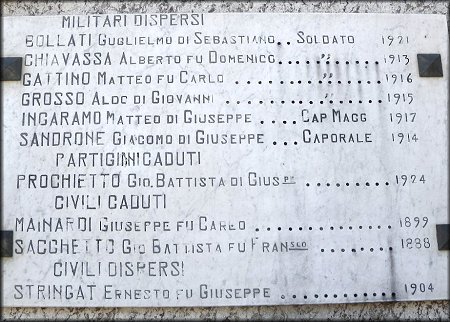 MILITARI DISPERSI
BOLLATI GUGLIELMO DI SEBASTIANO .. SOLDATO 1921
CHIAVASSA ALBERTO FU DOMENICO .... " ....... 1913
GATTINO MATTEO FU CARLO .......... " ....... 1916
GROSSO ALDO DI GIOVANNI .......... " ....... 1915
INGARAMO MATTEO DI GIUSEPPE .... CAP MAGG 1917
SANDRONE GIACOMO DI GIUSEPPE .. CAPORALE 1914
PARTIGINI CADUTI
PROCHIETTO GIO. BATTISTA DI GIUSPE .......... 1924
CIVILI CADUTI
MAINARDI GIUSEPPE FU CARLO ............... 1899
SACCHETTO GIO BATTISTA FU FRANSLO .......... 1888
CIVILI DISPERSI
STRINGAT ERNESTO FU GIUSEPPE ............. 1904